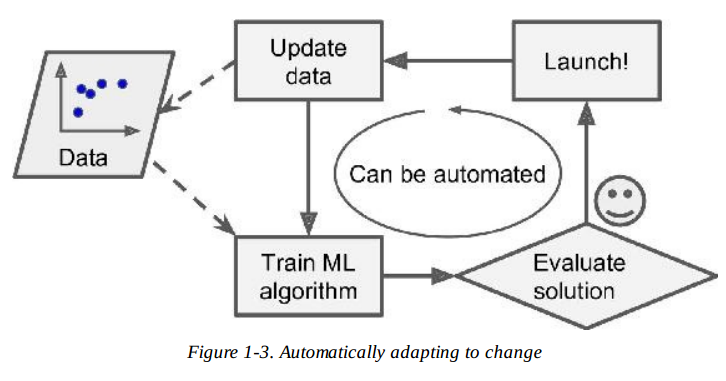 Update
data
Launch!
Data
Can be automated
Train ML
algorithm
Evaluate
solution
Figure 1-3. Automatically adapting to change